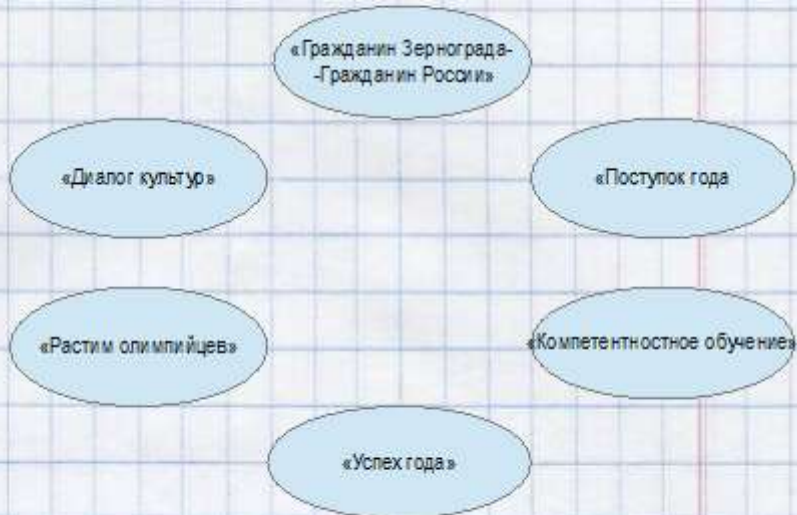 «Гражданин Зернограда-
-Гражданин России»
«Диалог культур»
«Поступок года
«Растим олимпийцев»
«Компетентностное обучение»
«Успех года»